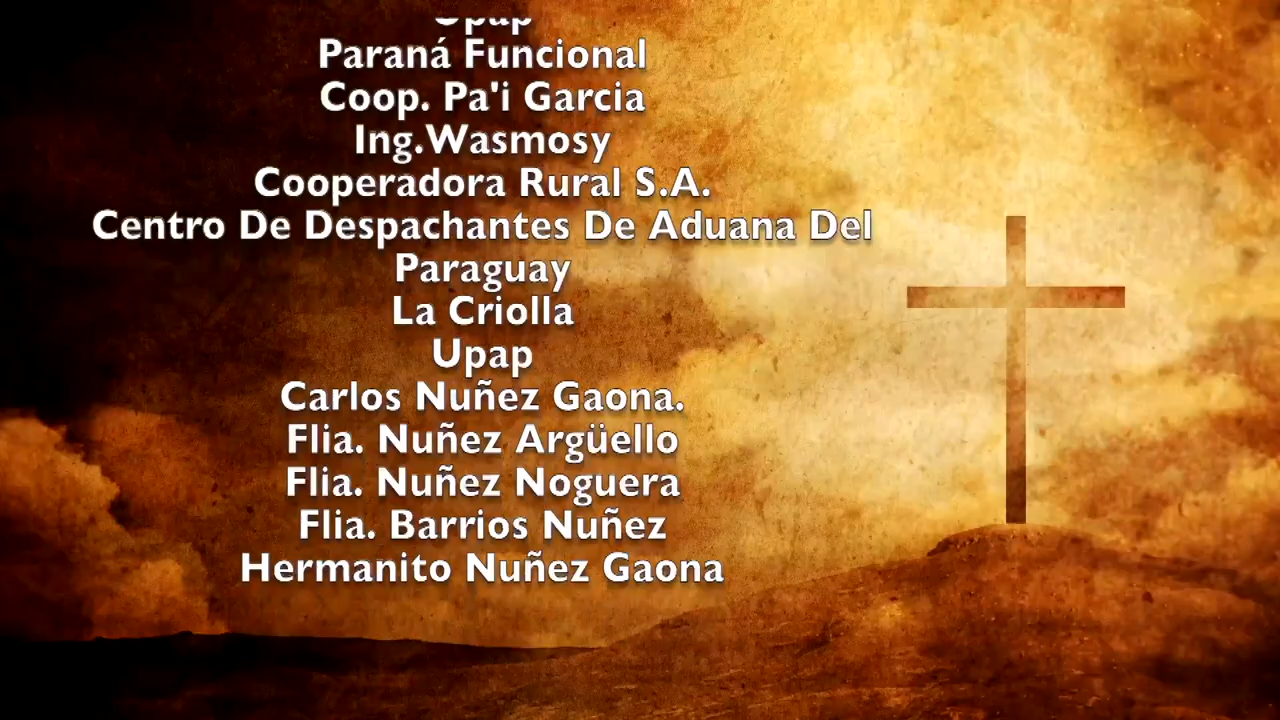 Upap
Paraná Funcional
Coop. Pa'i Garcia
Ing.Wasmosy
Cooperadora Rural S.A.
Centro De Despachantes De Aduana Del
Paraguay
La Criolla
Upap
Carlos Nuñez Gaona.
Flia. Nuñez Argüello
Flia. Nuñez Noguera
Flia. Barrios Nuñez
Hermanito Nuñez Gaona